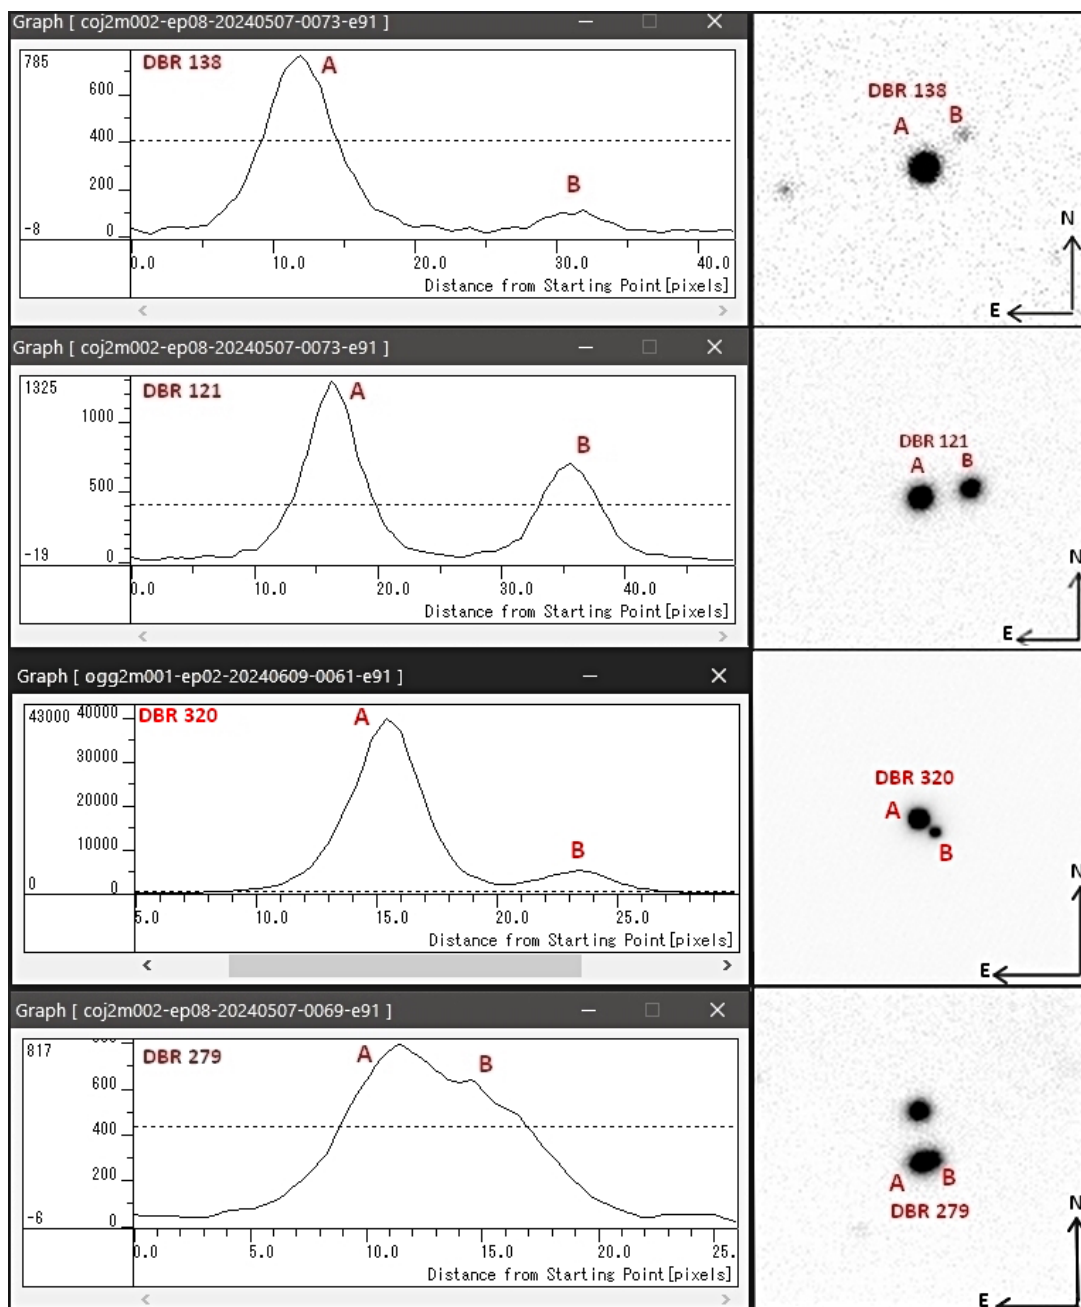 Graph [ coj2m002-ep08-20240507-0073-e91 ]
785
DBR 138
A
600
400
B
200
-8
0
0.0 10.0 20.0 30.0 40.0
Distance from Starting Point[pixels]
DBR 138
A B
N
E
Graph [ coj2m002-ep08-20240507-0073-e91 ]
1325
DBR 121
A
1000
B
500
-19
0
0.0 10.0 20.0 30.0 40.0
Distance from Starting Point[pixels]
DBR 121
A B
N
E
Graph [ ogg2m001-ep02-20240609-0061-e91 ]
43000 40000
DBR 320
A
30000
20000
10000
B
0 0
5.0 10.0 15.0 20.0 25.0
Distance from Starting Point[pixels]
DBR 320
A
B
N
E
Graph [ coj2m002-ep08-20240507-0069-e91 ]
817
DBR 279
A B
600
400
200
-6
0
0.0 5.0 10.0 15.0 20.0 25.
Distance from Starting Point[pixels]
A B
DBR 279
N
E